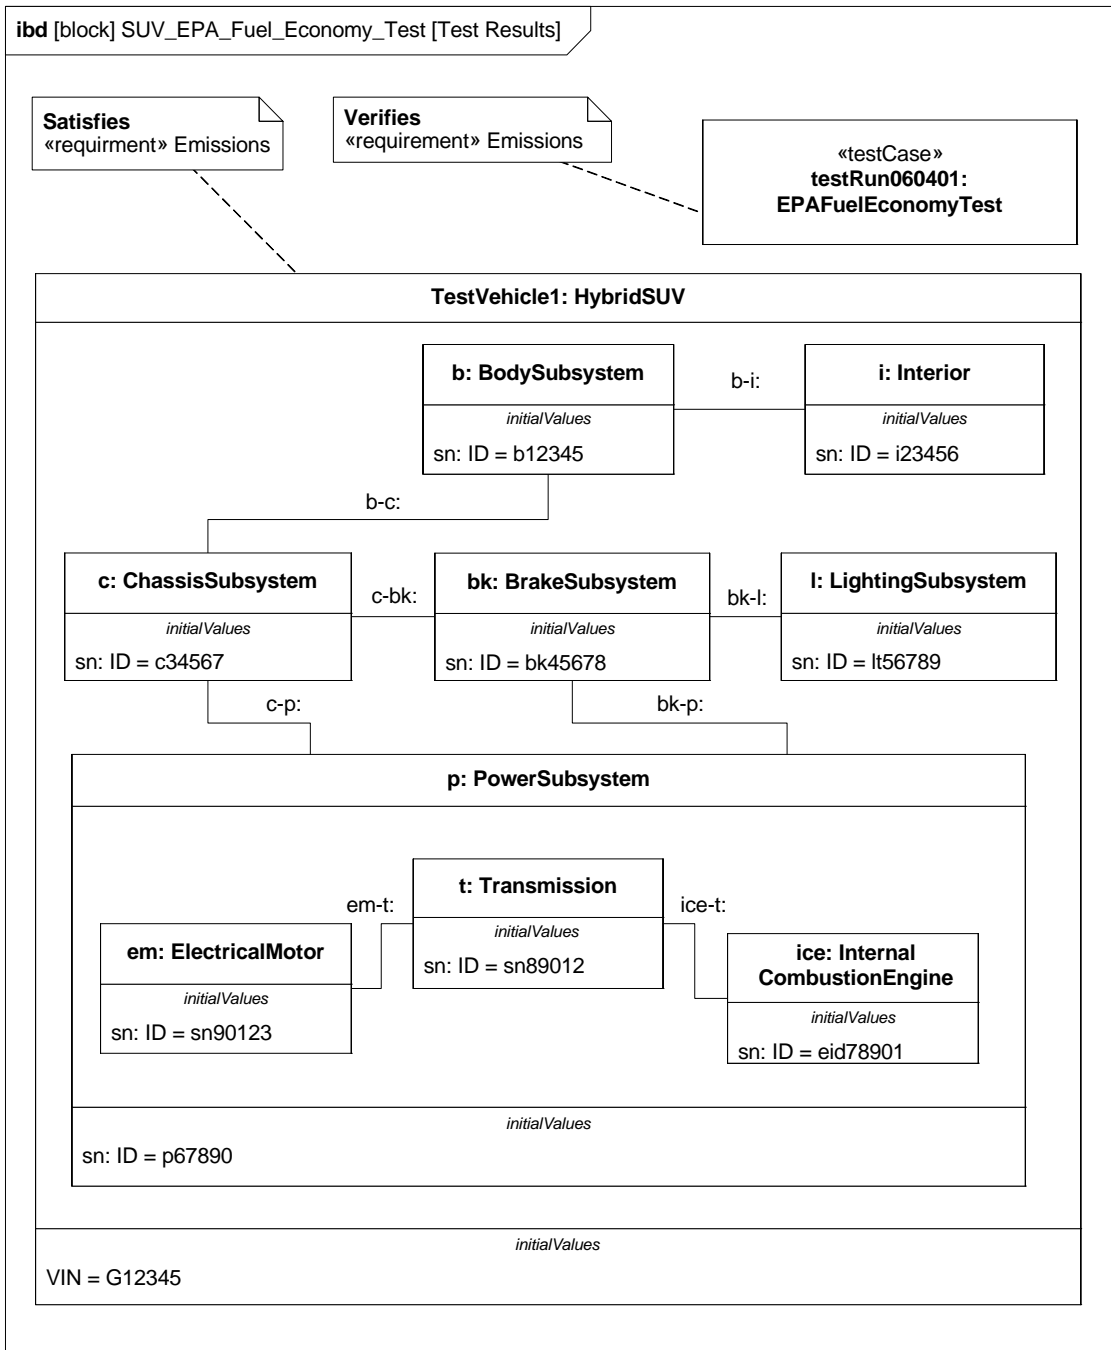 ibd [block] SUV_EPA_Fuel_Economy_Test [Test Results]
Satisfies
«requirment» Emissions
Verifies
«requirement» Emissions
«testCase»
testRun060401:
EPAFuelEconomyTest
TestVehicle1: HybridSUV
b: BodySubsystem
initialValues
sn: ID = b12345
b-i:
i: Interior
initialValues
sn: ID = i23456
b-c:
c: ChassisSubsystem
initialValues
sn: ID = c34567
c-bk:
bk: BrakeSubsystem
initialValues
sn: ID = bk45678
bk-l:
l: LightingSubsystem
initialValues
sn: ID = lt56789
c-p:
bk-p:
p: PowerSubsystem
t: Transmission
initialValues
sn: ID = sn89012
em-t:
ice-t:
em: ElectricalMotor
initialValues
sn: ID = sn90123
ice: Internal
CombustionEngine
initialValues
sn: ID = eid78901
initialValues
sn: ID = p67890
initialValues
VIN = G12345